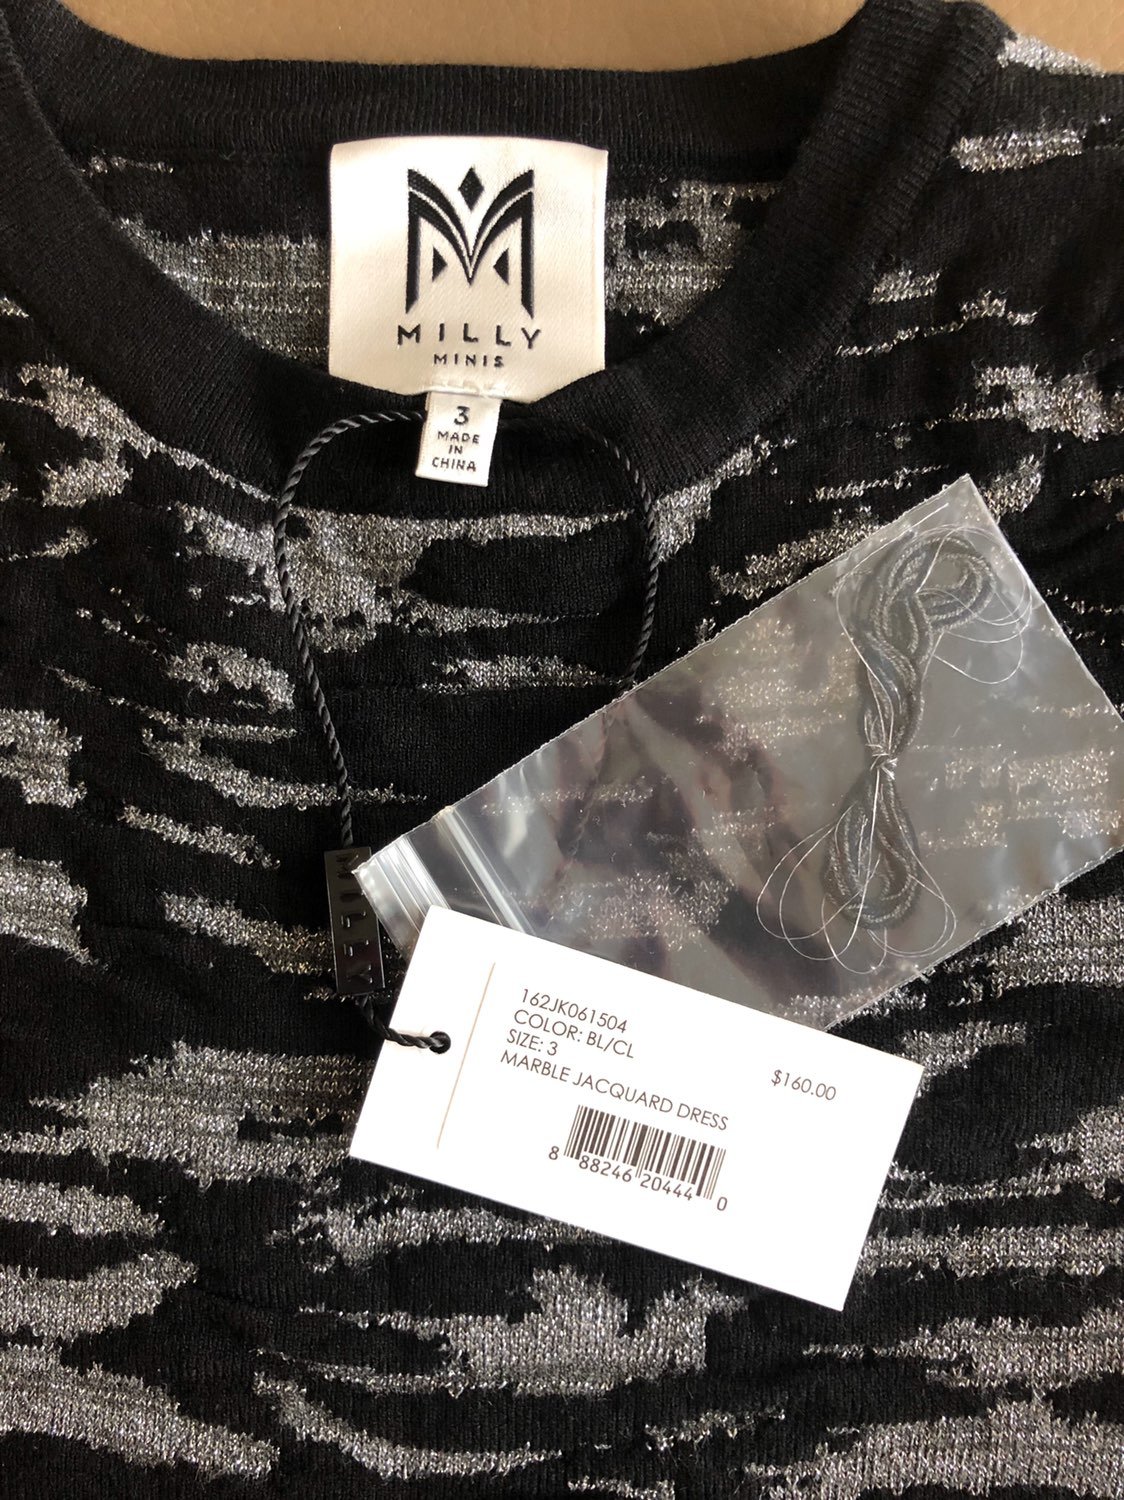 MILLY
MINIS
3
MADE
IN
CHINA
MILLY
162JK061504
COLOR: BL/CL
SIZE: 3
MARBLE JACQUARD DRESS
$160.00
8 88246 20444 0